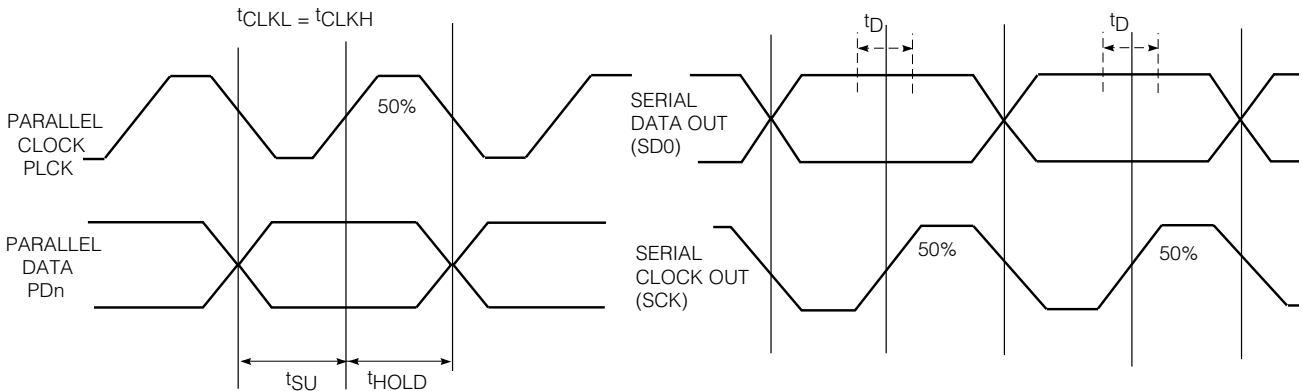 tCLKL = tCLKH
PARALLEL
CLOCK
PLCK
50%
PARALLEL
DATA
PDn
tSU
tHOLD
tD
tD
SERIAL
DATA OUT
(SD0)
SERIAL
CLOCK OUT
(SCK)
50%
50%